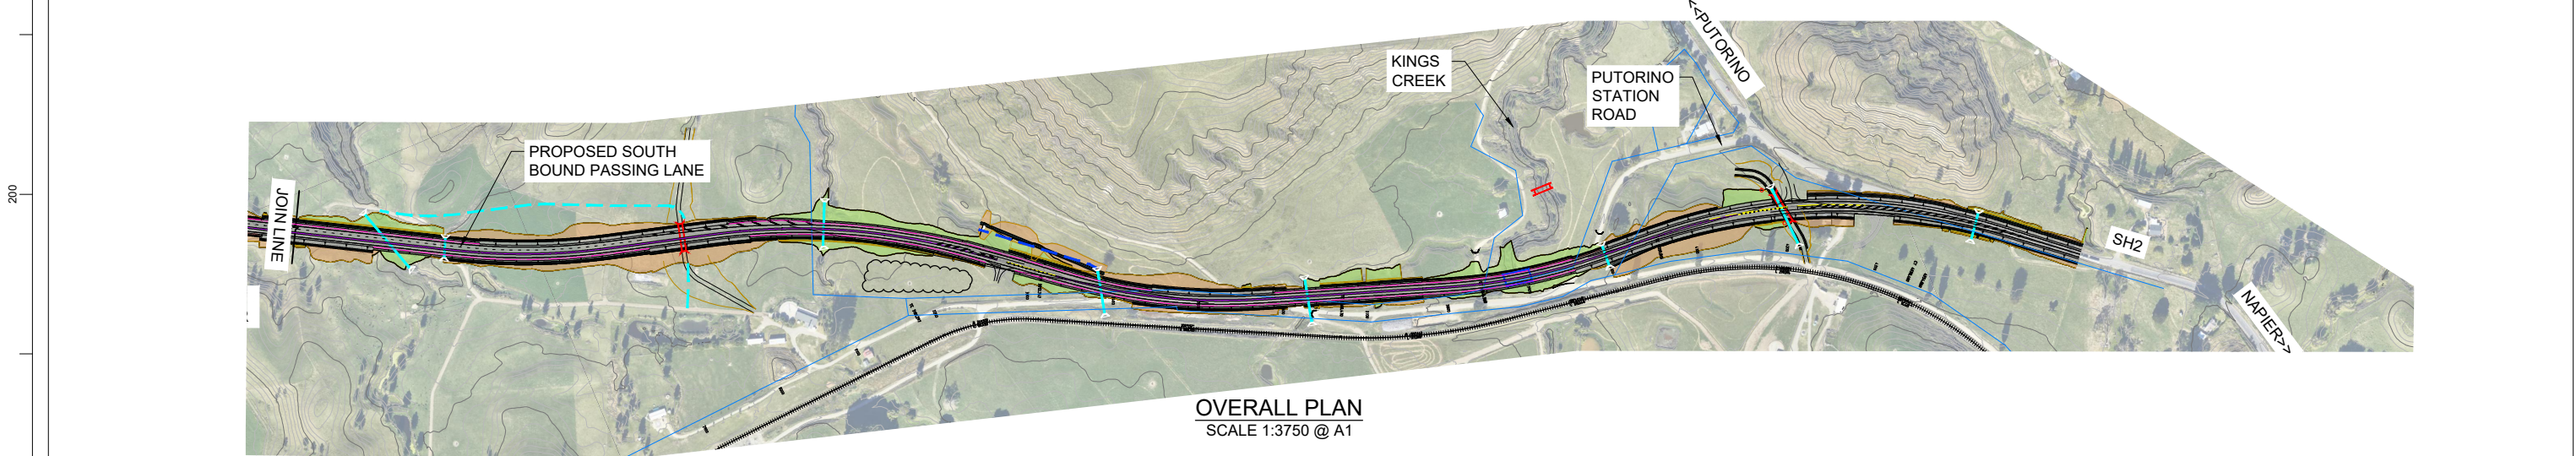 <<PUTORINO
KINGS
CREEK
PUTORINO
STATION
ROAD
PROPOSED SOUTH
BOUND PASSING LANE
200
JOIN LINE
SH2
NAPIER>>
OVERALL PLAN
SCALE 1:3750 @ A1